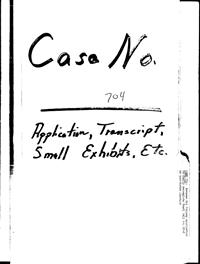 Case No.
704
Application, Transcript,
Small Exhibits, Etc.